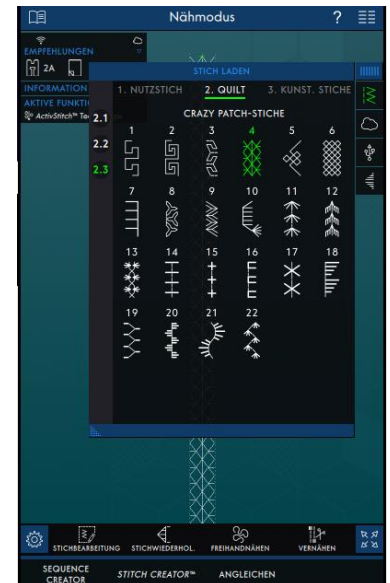 Nähmodus ?
EMPFEHLUNGEN
2A
STICH LADEN
INFORMATION
1. NUTZSTICH 2. QUILT 3. KUNST. STICHE
AKTIVE FUNKTI
ActivStitch™ Te
CRAZY PATCH-STICHE
2.1
2.2
2.3
1 2 3 4 5 6
7 8 9 10 11 12
13 14 15 16 17 18
19 20 21 22
STICHBEARBEITUNG STICHWIEDERHOL. FREIHANDNÄHEN VERNÄHEN
SEQUENCE CREATOR STITCH CREATOR™ ANGLEICHEN